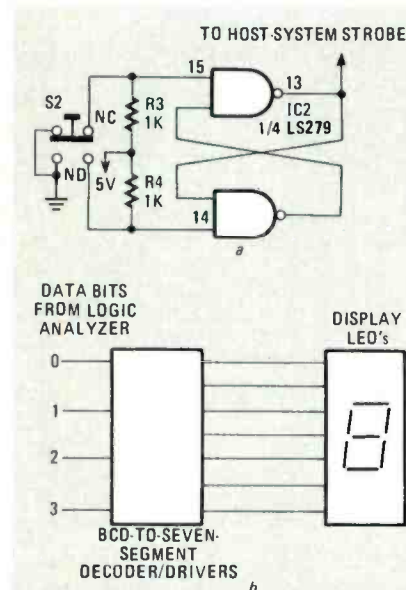 TO HOST-SYSTEM STROBE
15
13
S2
NC
R3
1K
IC2
1/4 LS279
5V
ND
R4
1K
14
a
DATA BITS
FROM LOGIC
ANALYZER
DISPLAY
LED's
0
1
2
3
BCD-TO-SEVEN-
SEGMENT
DECODER/DRIVERS
b